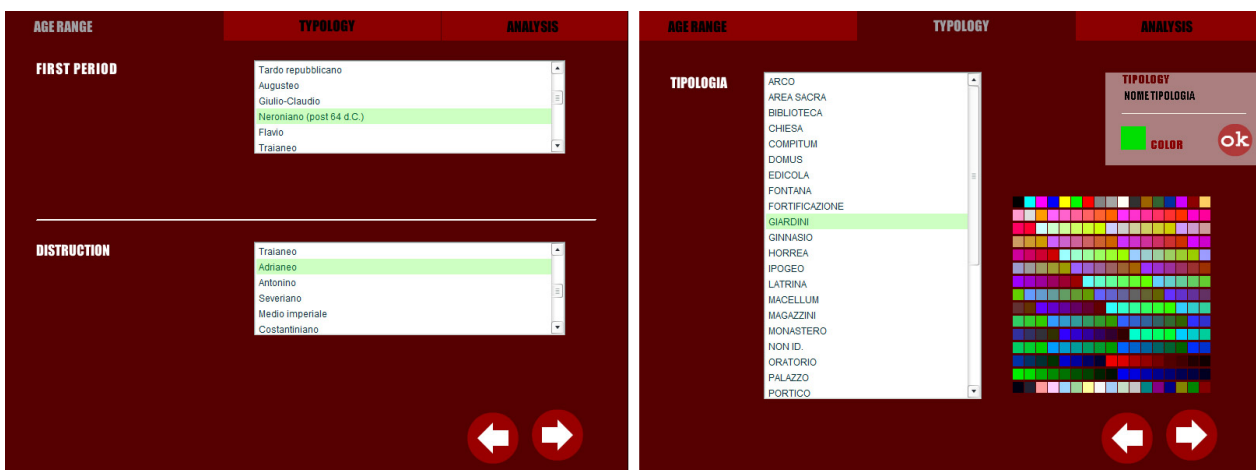 AGE RANGE TYPOLOGY ANALYSIS
FIRST PERIOD
Tardo repubblicano
Augusteo
Giulio-Claudio
Neroniano (post 64 d.C.)
Flavio
Traianeo
DISTRUCTION
Traianeo
Adrianeo
Antonino
Severiano
Medio imperiale
Costantiniano
AGE RANGE TYPOLOGY ANALYSIS
TIPOLOGIA
ARCO
AREA SACRA
BIBLIOTECA
CHIESA
COMPITUM
DOMUS
EDICOLA
FONTANA
FORTIFICAZIONE
GIARDINI
GINNASIO
HORREA
IPOGEO
LATRINA
MACELLUM
MAGAZZINI
MONASTERO
NON ID.
ORATORIO
PALAZZO
PORTICO
TYPOLOGY
NOME TIPOLOGIA
COLOR ok